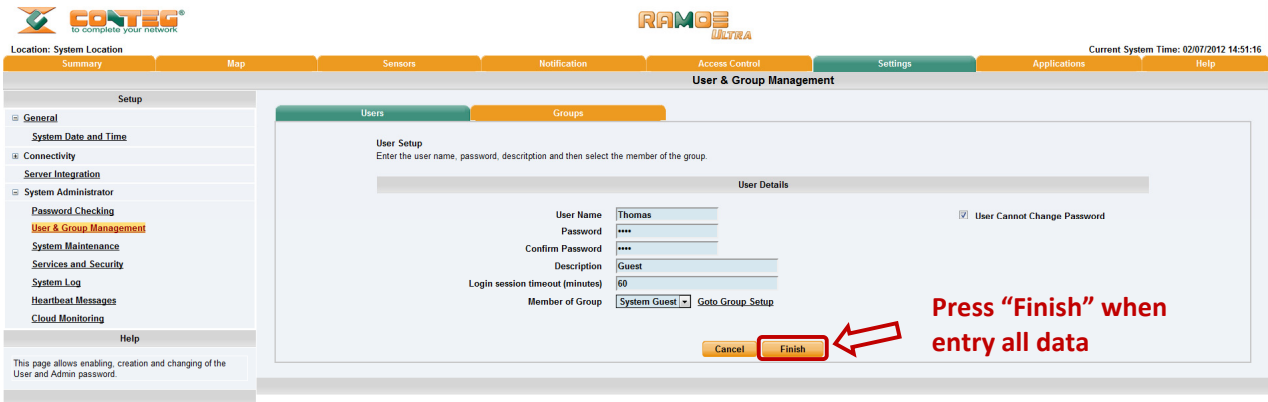 CONTEG®
to complete your network
RAMOS
ULTRA
Location: System Location
Current System Time: 02/07/2012 14:51:16
Summary Map Sensors Notification Access Control Settings Applications Help
User & Group Management
Setup
General
System Date and Time
Connectivity
Server Integration
System Administrator
Password Checking
User & Group Management
System Maintenance
Services and Security
System Log
Heartbeat Messages
Cloud Monitoring
Help
This page allows enabling, creation and changing of the
User and Admin password.
Users Groups
User Setup
Enter the user name, password, descritption and then select the member of the group.
User Details
User Name Thomas
User Cannot Change Password
Password ••••
Confirm Password ••••
Description Guest
Login session timeout (minutes) 60
Member of Group System Guest Goto Group Setup
Cancel Finish
Press “Finish” when
entry all data